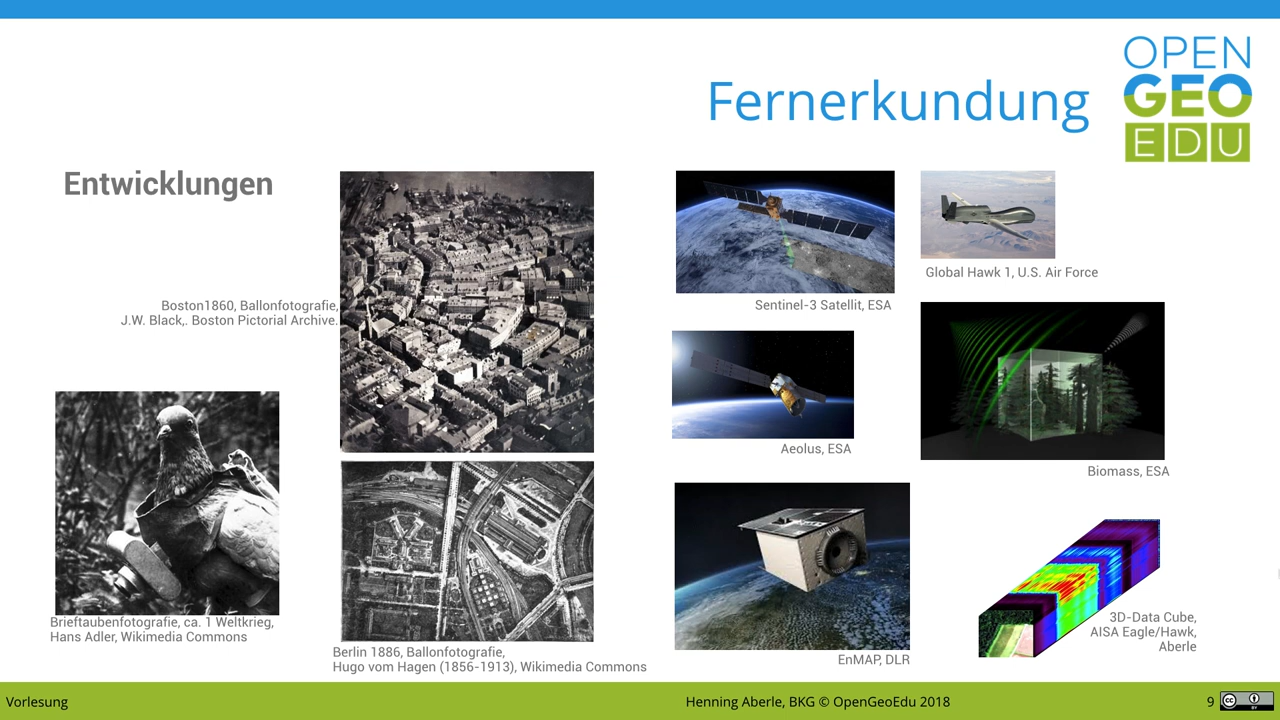 OPEN
GEO
EDU
Fernerkundung
Entwicklungen
Boston1860, Ballonfotografie,
J.W. Black,. Boston Pictorial Archive.
Brieftaubenfotografie, ca. 1 Weltkrieg,
Hans Adler, Wikimedia Commons
Berlin 1886, Ballonfotografie,
Hugo vom Hagen (1856-1913), Wikimedia Commons
Sentinel-3 Satellit, ESA
Global Hawk 1, U.S. Air Force
Aeolus, ESA
Biomass, ESA
EnMAP, DLR
3D-Data Cube,
AISA Eagle/Hawk,
Aberle
Vorlesung
Henning Aberle, BKG © OpenGeoEdu 2018
9
cc
BY